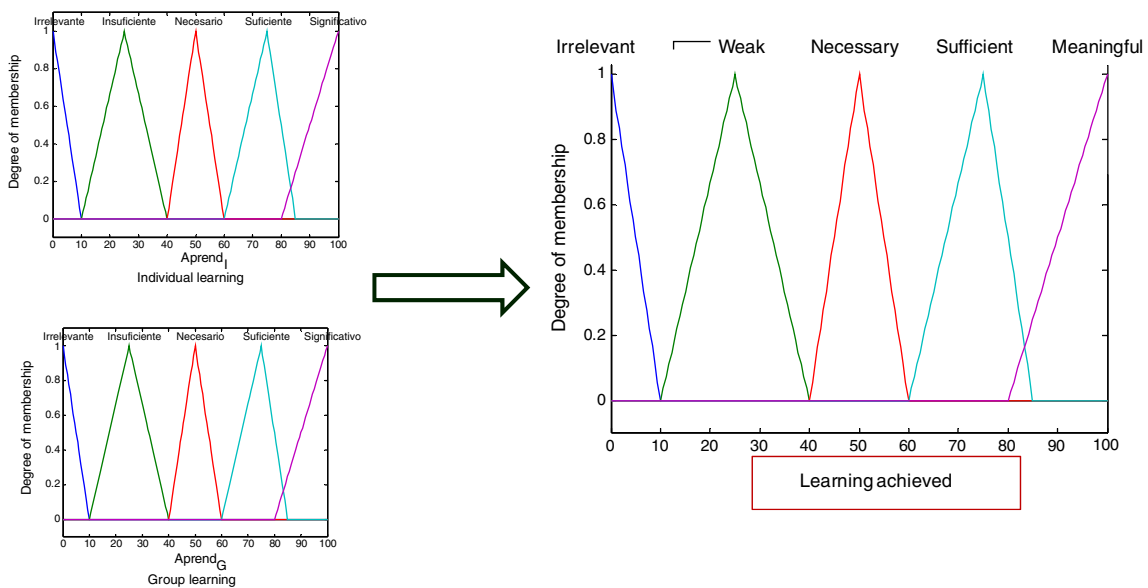 Irrelevante Insuficiente Necesario Suficiente Significativo
Degree of membership
1
0.8
0.6
0.4
0.2
0
0 10 20 30 40 50 60 70 80 90 100
Aprend_I
Individual learning
Irrelevante Insuficiente Necesario Suficiente Significativo
Degree of membership
1
0.8
0.6
0.4
0.2
0
0 10 20 30 40 50 60 70 80 90 100
Aprend_G
Group learning
Irrelevant Weak Necessary Sufficient Meaningful
Degree of membership
1
0.8
0.6
0.4
0.2
0
0 10 20 30 40 50 60 70 80 90 100
Learning achieved